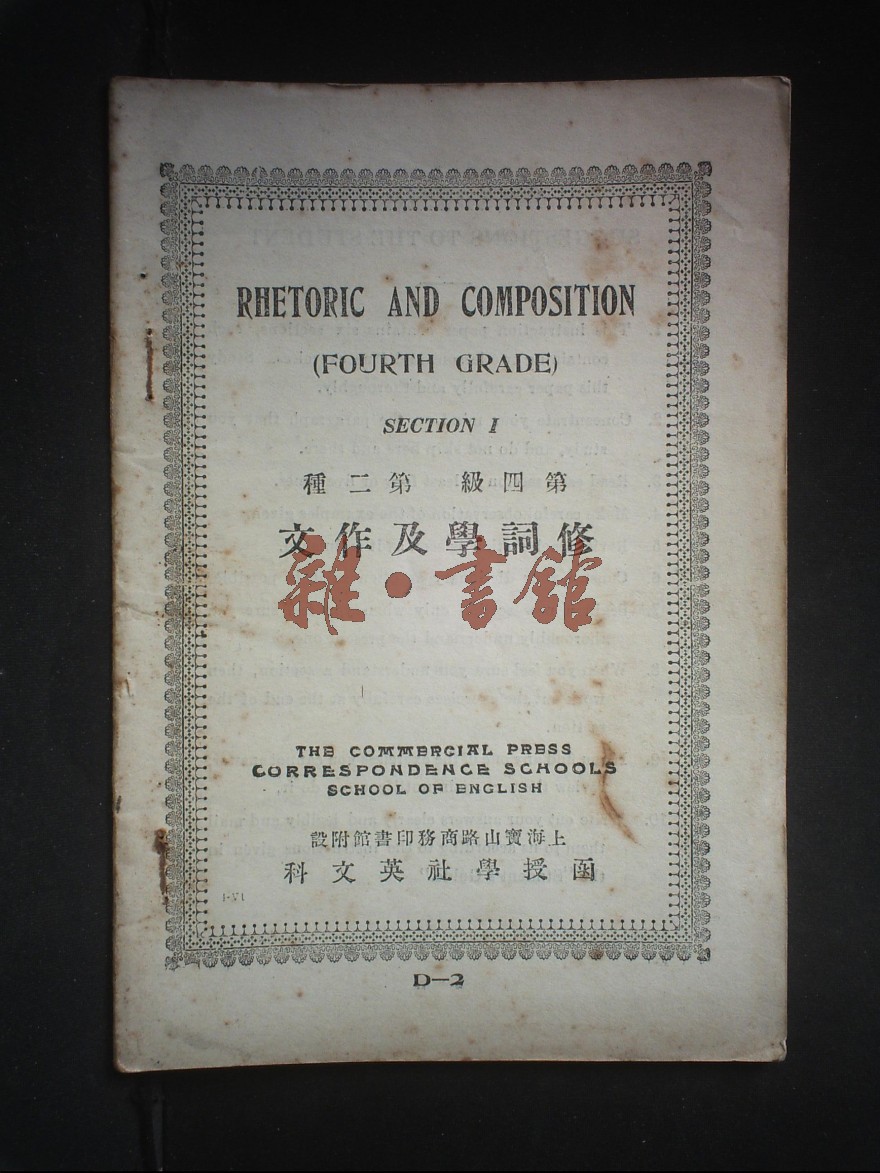 RHETORIC AND COMPOSITION
(FOURTH GRADE)
SECTION I
第四級 第二種
修詞學及作文
雜•書館
THE COMMERCIAL PRESS
CORRESPONDENCE SCHOOLS
SCHOOL OF ENGLISH
上海寶山路商務印書館附設
函授學社英文科
D—2